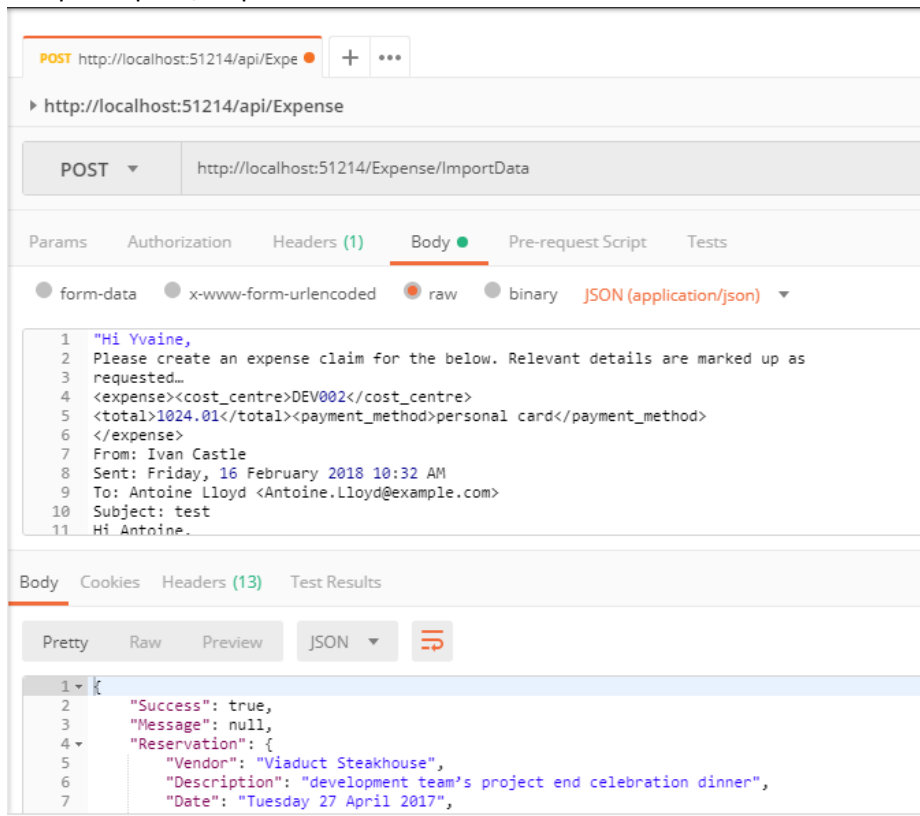 POST http://localhost:51214/api/Expe + •••
http://localhost:51214/api/Expense
POST http://localhost:51214/Expense/ImportData
Params Authorization Headers (1) Body Pre-request Script Tests
form-data x-www-form-urlencoded raw binary JSON (application/json)
1 "Hi Yvaine,
2 Please create an expense claim for the below. Relevant details are marked up as
3 requested…
4 <expense><cost_centre>DEV002</cost_centre>
5 <total>1024.01</total><payment_method>personal card</payment_method>
6 </expense>
7 From: Ivan Castle
8 Sent: Friday, 16 February 2018 10:32 AM
9 To: Antoine Lloyd <Antoine.Lloyd@example.com>
10 Subject: test
11 Hi Antoine,
Body Cookies Headers (13) Test Results
Pretty Raw Preview JSON
1 {
2 "Success": true,
3 "Message": null,
4 "Reservation": {
5 "Vendor": "Viaduct Steakhouse",
6 "Description": "development team’s project end celebration dinner",
7 "Date": "Tuesday 27 April 2017",